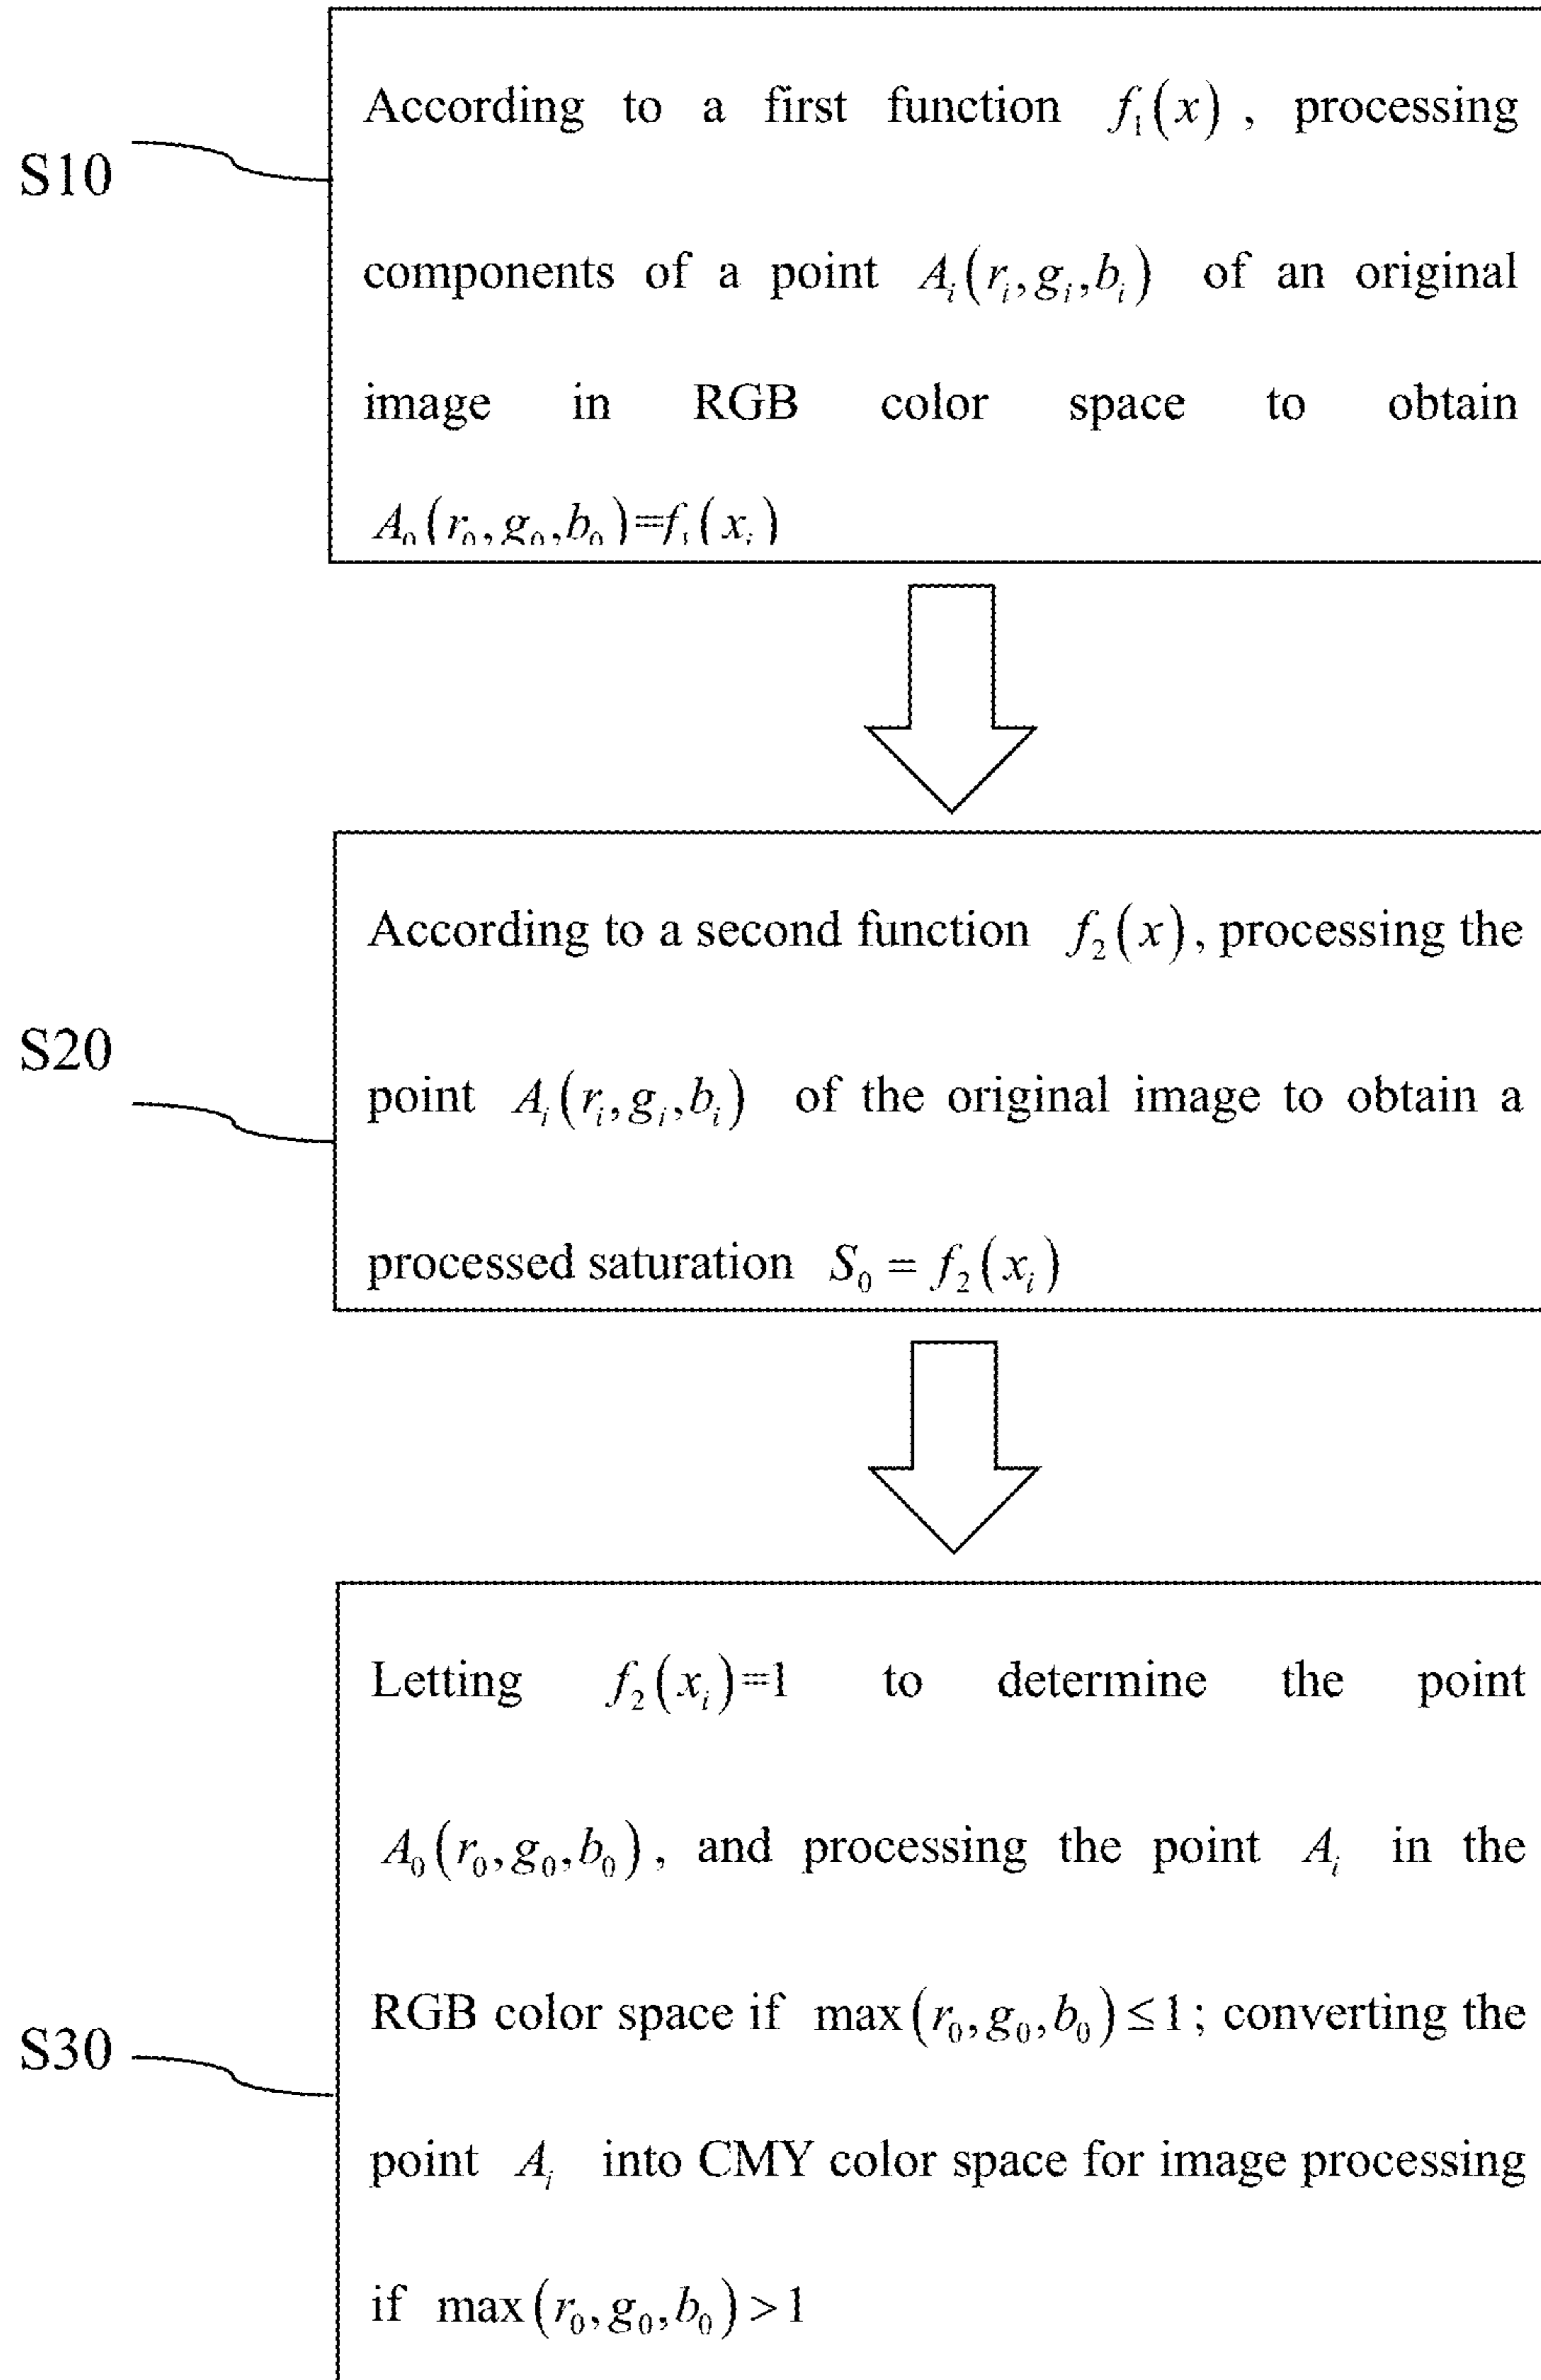 S10
According to a first function f₁(x), processing
components of a point Aᵢ(rᵢ,gᵢ,bᵢ) of an original
image in RGB color space to obtain
A₀(r₀,g₀,b₀)=f₁(xᵢ)
S20
According to a second function f₂(x), processing the
point Aᵢ(rᵢ,gᵢ,bᵢ) of the original image to obtain a
processed saturation S₀ = f₂(xᵢ)
S30
Letting f₂(xᵢ)=1 to determine the point
A₀(r₀,g₀,b₀), and processing the point Aᵢ in the
RGB color space if max(r₀,g₀,b₀)≤1; converting the
point Aᵢ into CMY color space for image processing
if max(r₀,g₀,b₀)>1